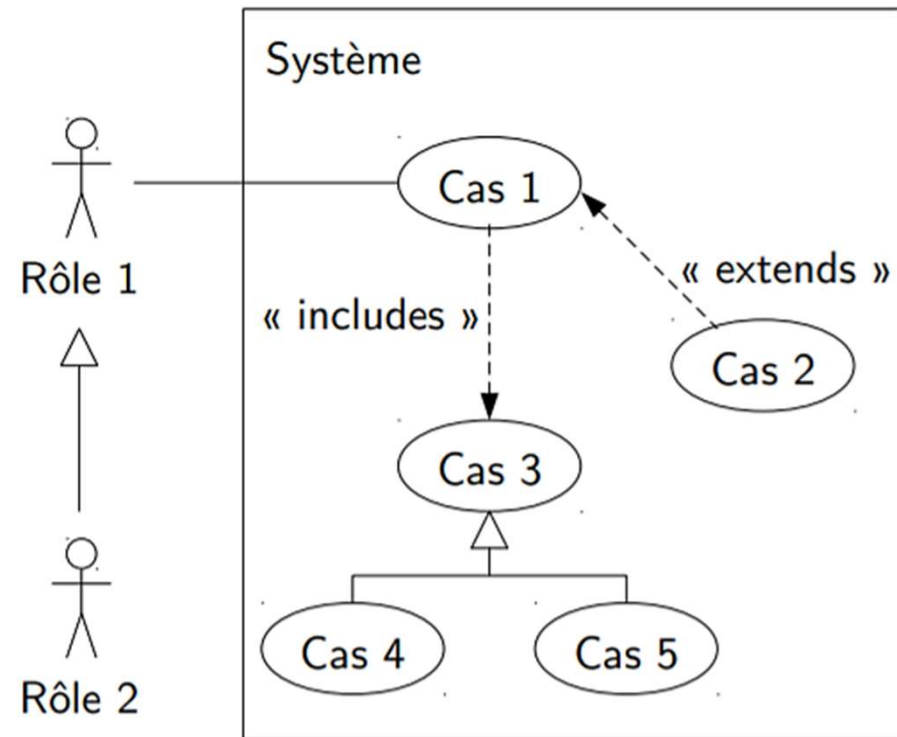 Système
Cas 1
Rôle 1
« extends »
« includes »
Cas 2
Cas 3
Cas 4
Cas 5
Rôle 2